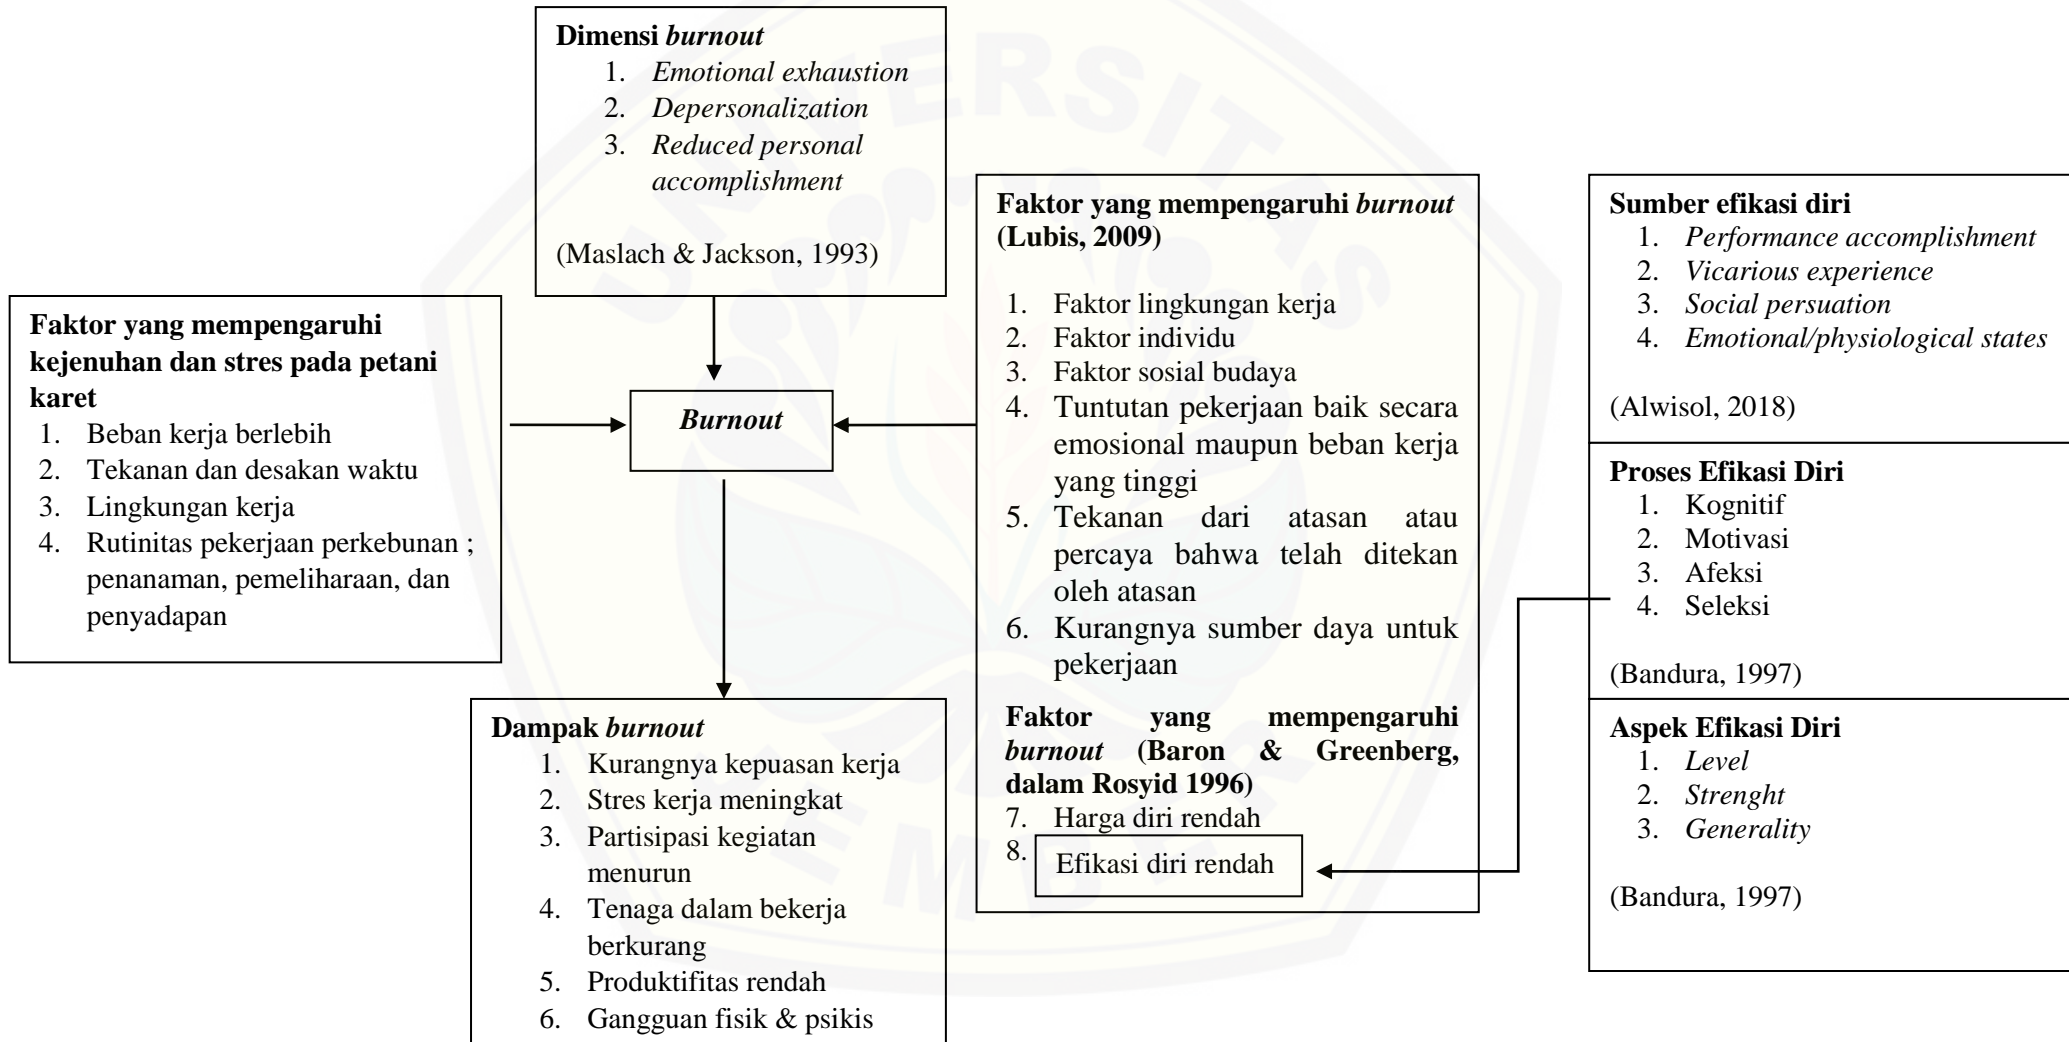 Dimensi burnout
1. Emotional exhaustion
2. Depersonalization
3. Reduced personal
accomplishment
(Maslach & Jackson, 1993)
Faktor yang mempengaruhi
kejenuhan dan stres pada petani
karet
1. Beban kerja berlebih
2. Tekanan dan desakan waktu
3. Lingkungan kerja
4. Rutinitas pekerjaan perkebunan ;
penanaman, pemeliharaan, dan
penyadapan
Burnout
Dampak burnout
1. Kurangnya kepuasan kerja
2. Stres kerja meningkat
3. Partisipasi kegiatan
menurun
4. Tenaga dalam bekerja
berkurang
5. Produktifitas rendah
6. Gangguan fisik & psikis
Faktor yang mempengaruhi burnout
(Lubis, 2009)
1. Faktor lingkungan kerja
2. Faktor individu
3. Faktor sosial budaya
4. Tuntutan pekerjaan baik secara
emosional maupun beban kerja
yang tinggi
5. Tekanan dari atasan atau
percaya bahwa telah ditekan
oleh atasan
6. Kurangnya sumber daya untuk
pekerjaan
Faktor yang mempengaruhi
burnout (Baron & Greenberg,
dalam Rosyid 1996)
7. Harga diri rendah
8. Efikasi diri rendah
Sumber efikasi diri
1. Performance accomplishment
2. Vicarious experience
3. Social persuation
4. Emotional/physiological states
(Alwisol, 2018)
Proses Efikasi Diri
1. Kognitif
2. Motivasi
3. Afeksi
4. Seleksi
(Bandura, 1997)
Aspek Efikasi Diri
1. Level
2. Strenght
3. Generality
(Bandura, 1997)
UNIVERSITAS
JEMBER